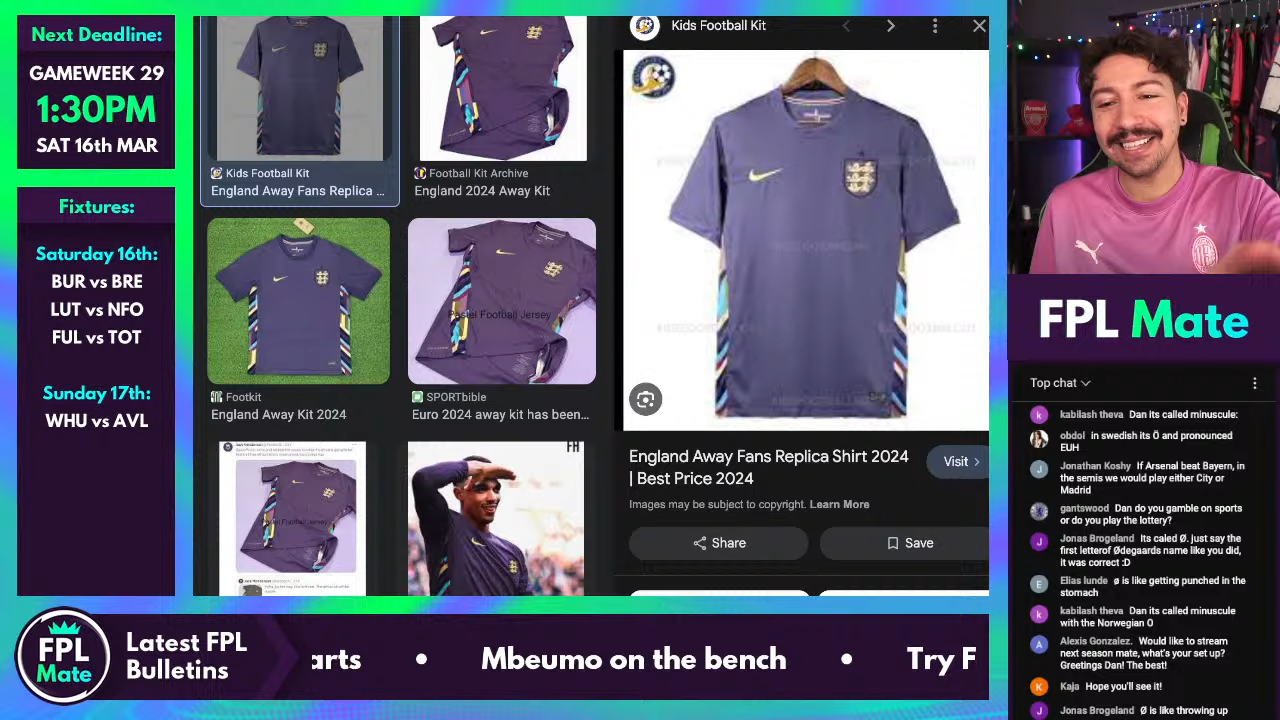 Next Deadline:
GAMEWEEK 29
1:30PM
SAT 16th MAR
Fixtures:
Saturday 16th:
BUR vs BRE
LUT vs NFO
FUL vs TOT
Sunday 17th:
WHU vs AVL
Kids Football Kit
England Away Fans Replica ...
Football Kit Archive
England 2024 Away Kit
Footkit
England Away Kit 2024
Pastel Football Jersey
SPORTbible
Euro 2024 away kit has been...
FH
Kids Football Kit
England Away Fans Replica Shirt 2024
| Best Price 2024
Visit
Images may be subject to copyright. Learn More
Share
Save
Arsenal
FPL Mate
Top chat
kabilash theva Dan its called minuscule:
obdol in swedish its Ö and pronounced
EUH
Jonathan Koshy If Arsenal beat Bayern, in
the semis we would play either City or
Madrid
gantswood Dan do you gamble on sports
or do you play the lottery?
Jonas Brogeland Its caled Ø. just say the
first letterof Ødegaards name like you did,
it was correct :D
Elias lunde ø is like getting punched in the
stomach
kabilash theva Dan its called minuscule
with the Norwegian O
Alexis Gonzalez. Would like to stream
next season mate, what's your set up?
Greetings Dan! The best!
Kaja Hope you'll see it!
Jonas Brogeland Ø is like throwing up
FPL
Mate
Latest FPL
Bulletins
arts • Mbeumo on the bench • Try F